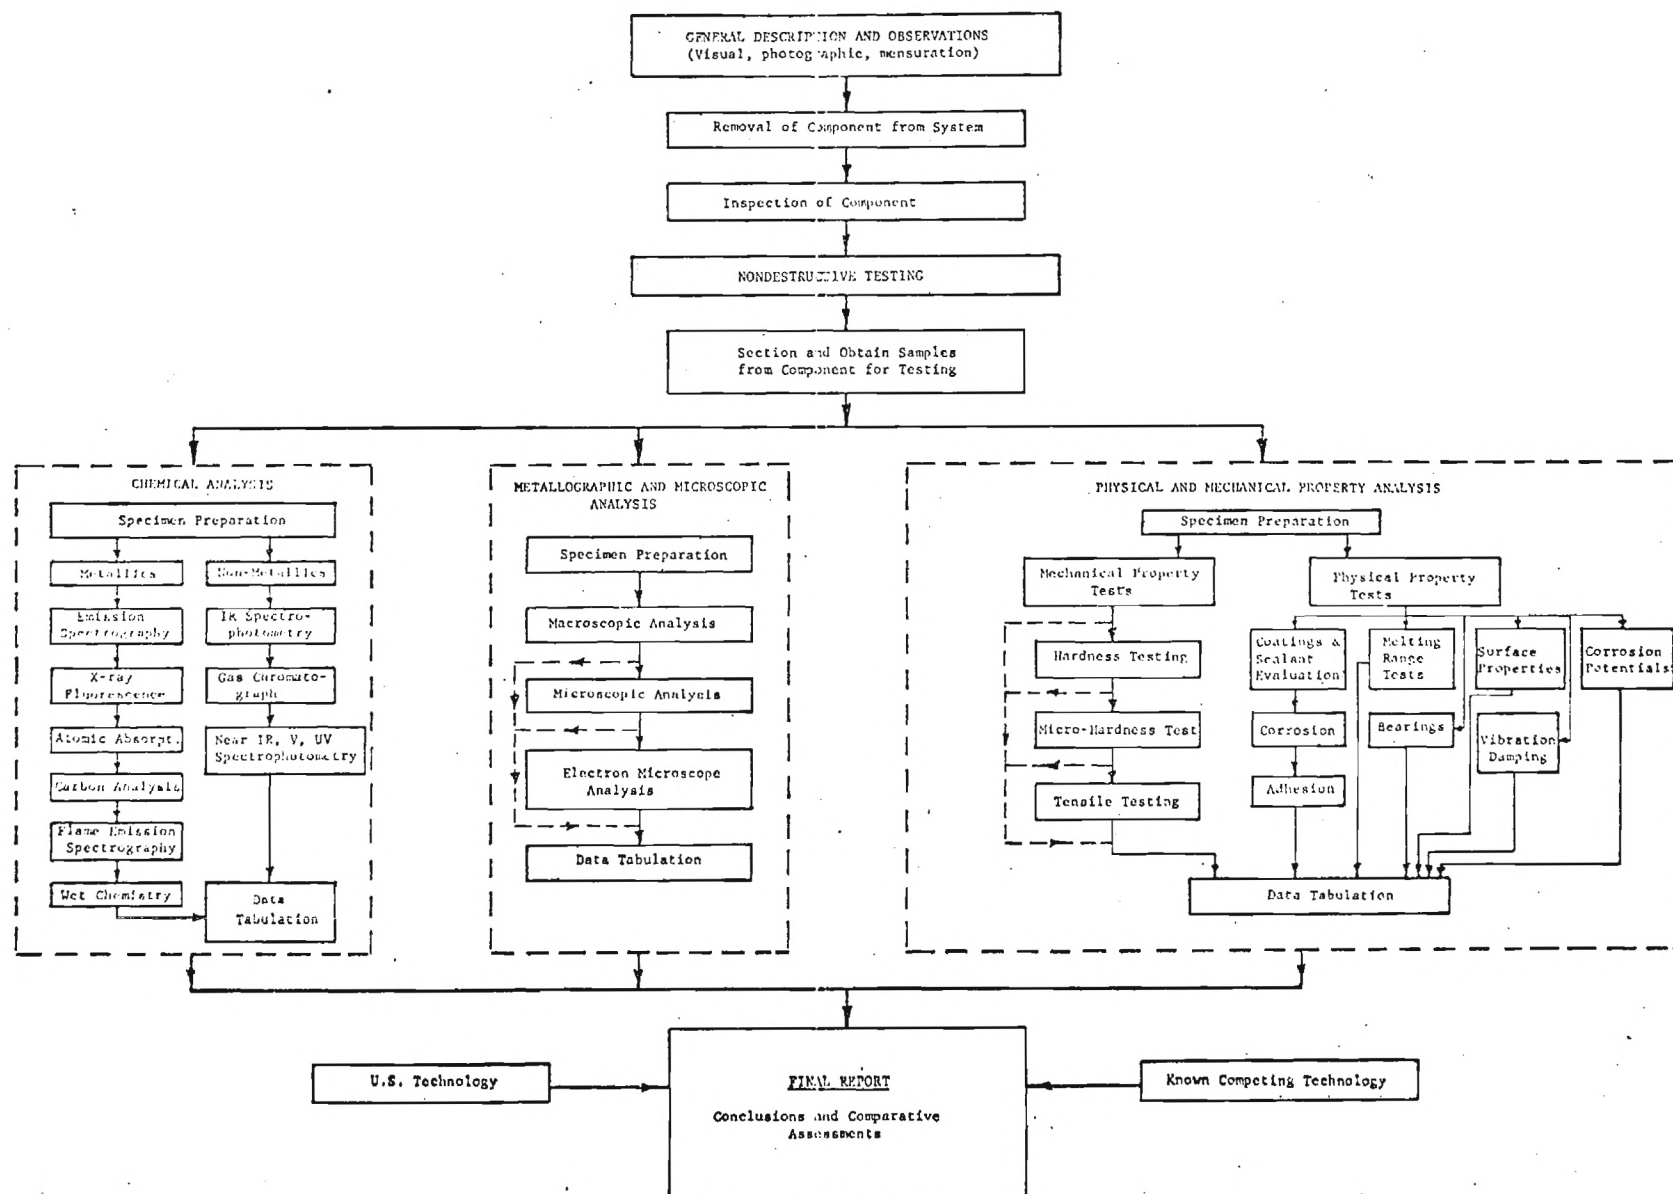 GENERAL DESCRIPTION AND OBSERVATIONS
(Visual, photographic, mensuration)
Removal of Component from System
Inspection of Component
NONDESTRUCTIVE TESTING
Section and Obtain Samples
from Component for Testing
CHEMICAL ANALYSIS
Specimen Preparation
Metallics
Non-Metallics
Emission
Spectrography
IR Spectro-
photometry
X-ray
Fluorescence
Gas Chromato-
graph
Atomic Absorpt.
Near IR, V, UV
Spectrophotometry
Carbon Analysis
Flame Emission
Spectrography
Wet Chemistry
Data
Tabulation
METALLOGRAPHIC AND MICROSCOPIC
ANALYSIS
Specimen Preparation
Macroscopic Analysis
Microscopic Analysis
Electron Microscope
Analysis
Data Tabulation
PHYSICAL AND MECHANICAL PROPERTY ANALYSIS
Specimen Preparation
Mechanical Property
Tests
Physical Property
Tests
Hardness Testing
Micro-Hardness Test
Tensile Testing
Coatings &
Sealant
Evaluation
Melting
Range
Tests
Surface
Properties
Corrosion
Potentials
Corrosion
Bearings
Vibration
Damping
Adhesion
Data Tabulation
U.S. Technology
FINAL REPORT
Conclusions and Comparative
Assessments
Known Competing Technology